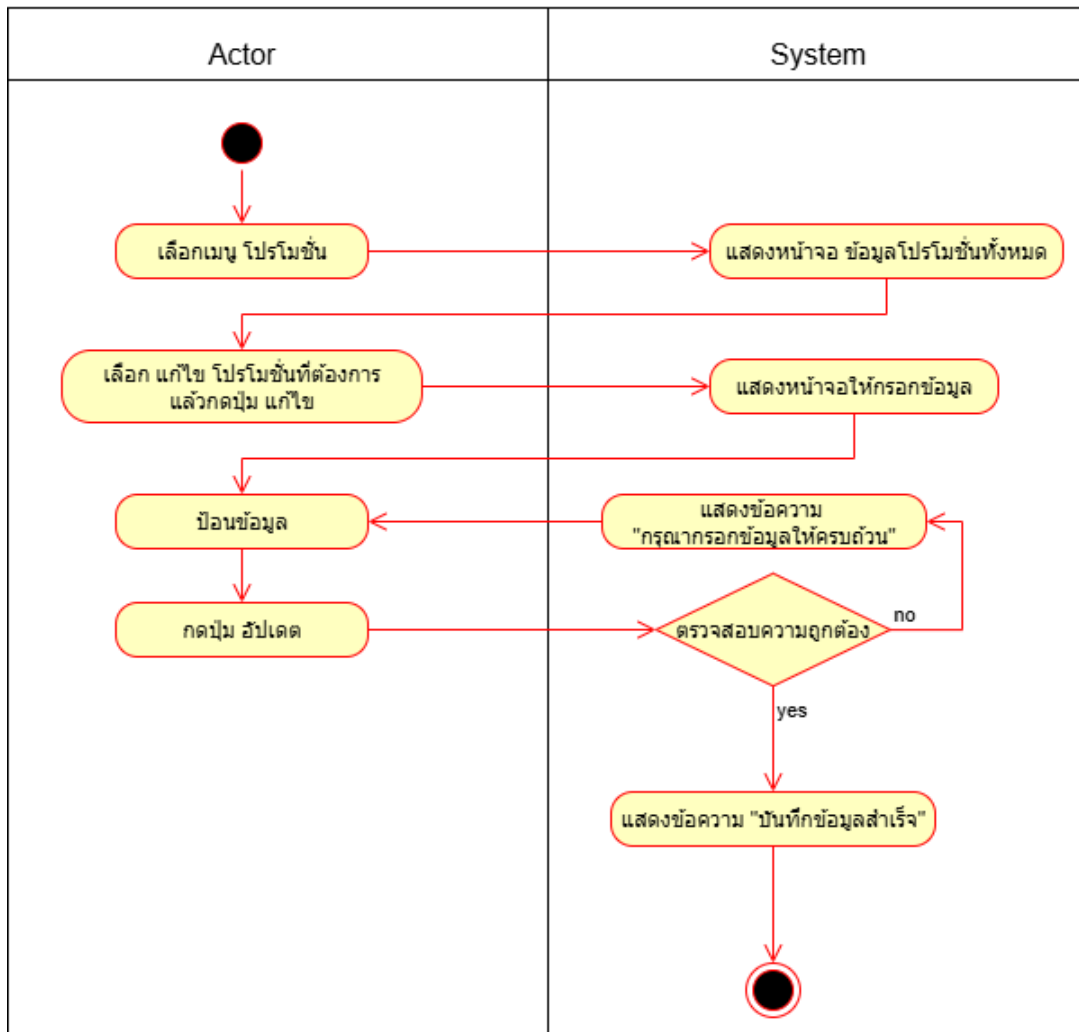 Actor
System
เลือกเมนู โปรโมชั่น
แสดงหน้าจอ ข้อมูลโปรโมชั่นทั้งหมด
เลือก แก้ไข โปรโมชั่นที่ต้องการ
แล้วกดปุ่ม แก้ไข
แสดงหน้าจอให้กรอกข้อมูล
ป้อนข้อมูล
แสดงข้อความ
"กรุณากรอกข้อมูลให้ครบถ้วน"
กดปุ่ม อัปเดต
ตรวจสอบความถูกต้อง
no
yes
แสดงข้อความ "บันทึกข้อมูลสำเร็จ"